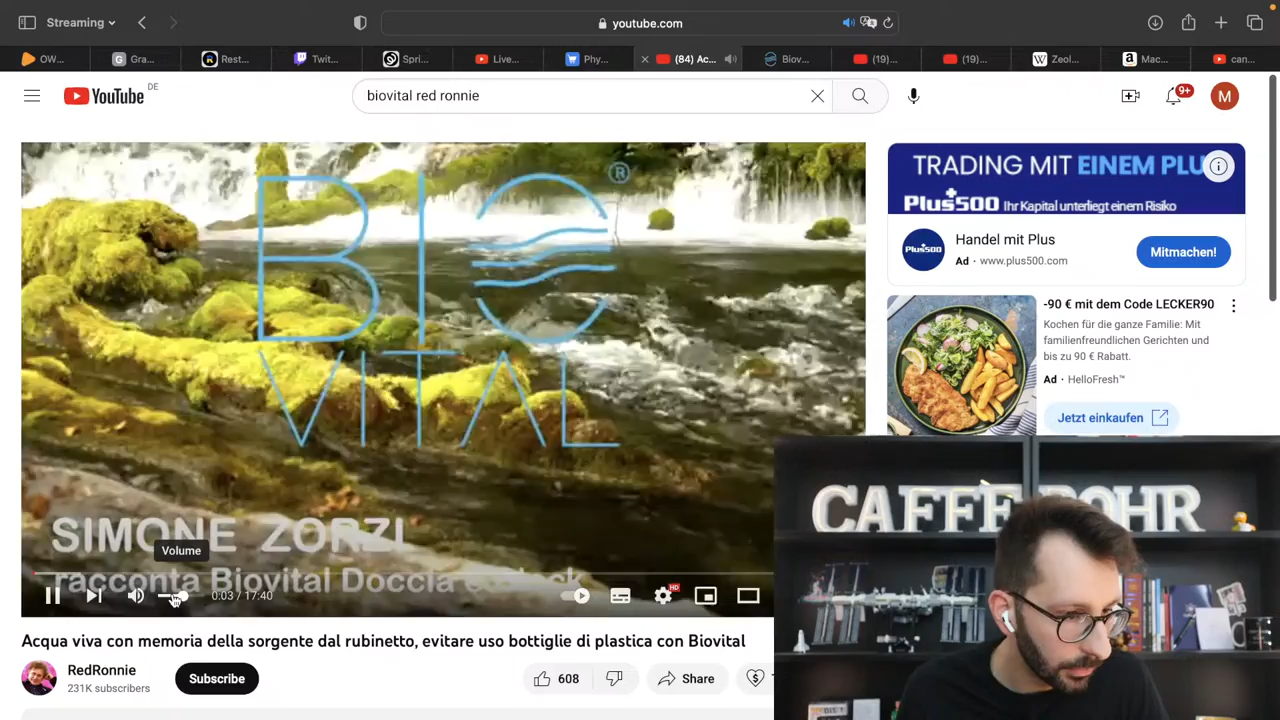 Streaming
youtube.com
OW...
Gra...
Rest...
Twit...
Spri...
Live...
Phy...
(84) Ac...
Biov...
(19)...
(19)...
Zeol...
Mac...
can...
YouTube DE
biovital red ronnie
9+
M
BIO ®
VITAL
SIMONE ZORZI
racconta Biovital Doccia
Volume
0:03 / 17:40
HD
Acqua viva con memoria della sorgente dal rubinetto, evitare uso bottiglie di plastica con Biovital
RedRonnie
231K subscribers
Subscribe
608
Share
TRADING MIT EINEM PLU
Plus500 Ihr Kapital unterliegt einem Risiko
Plus500
Handel mit Plus
Ad · www.plus500.com
Mitmachen!
-90 € mit dem Code LECKER90
Kochen für die ganze Familie: Mit
familienfreundlichen Gerichten und
bis zu 90 € Rabatt.
Ad · HelloFresh™
Jetzt einkaufen
CAFFE BOHR